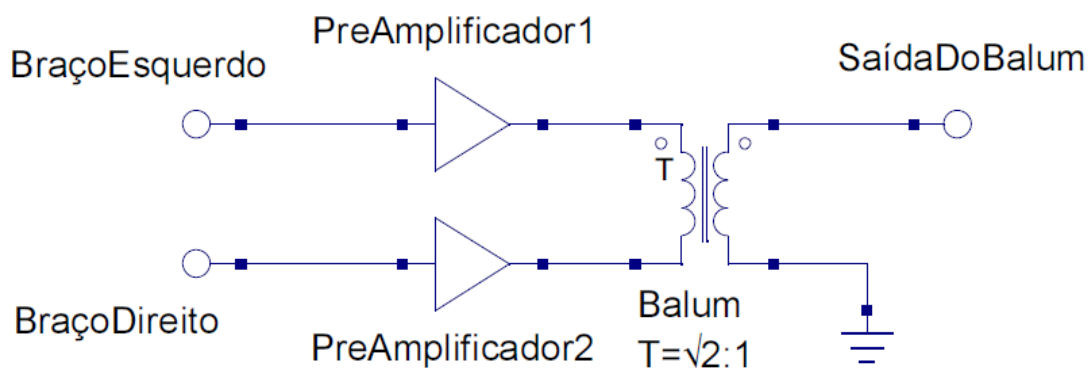 PreAmplificador1
BraçoEsquerdo
SaídaDoBalum
T
BraçoDireito
PreAmplificador2
Balum
T=√2:1